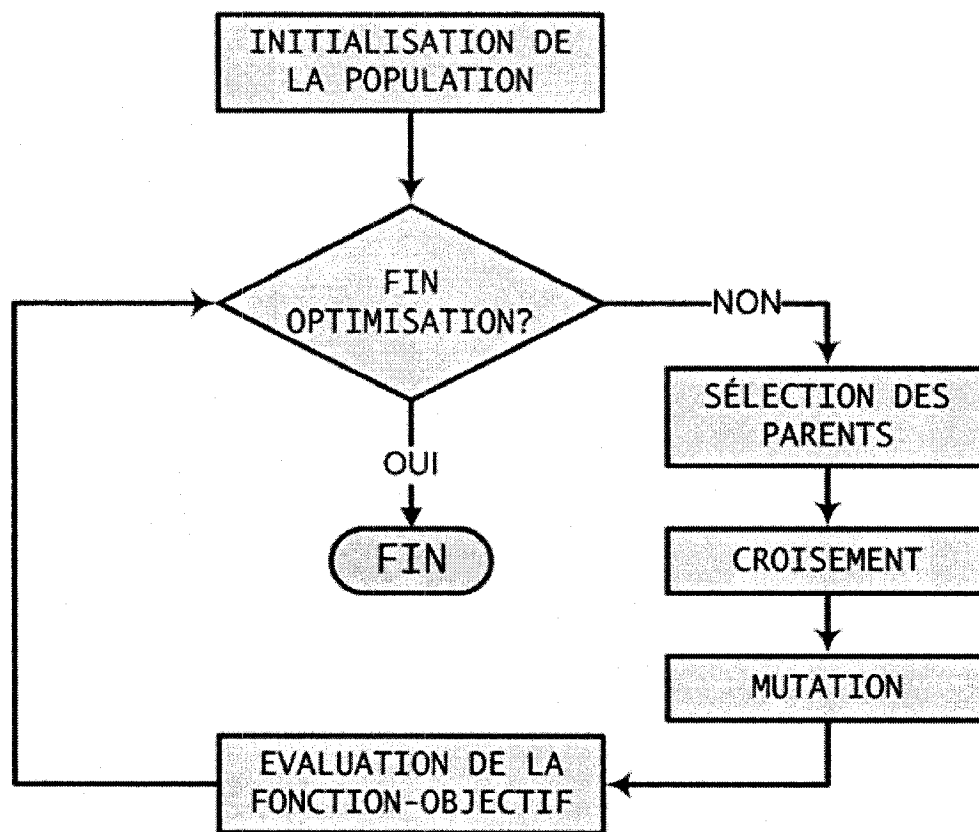 INITIALISATION DE
LA POPULATION
FIN
OPTIMISATION?
NON
SÉLECTION DES
PARENTS
OUI
FIN
CROISEMENT
MUTATION
EVALUATION DE LA
FONCTION-OBJECTIF